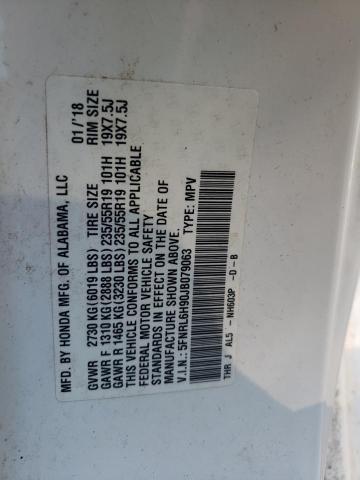 MFD. BY HONDA MFG. OF ALABAMA, LLC 01/'18
GVWR 2730 KG(6019 LBS) TIRE SIZE RIM SIZE
GAWR F 1310 KG(2888 LBS) 235/55R19 101H 19X7.5J
GAWR R 1465 KG(3230 LBS) 235/55R19 101H 19X7.5J
THIS VEHICLE CONFORMS TO ALL APPLICABLE
FEDERAL MOTOR VEHICLE SAFETY
STANDARDS IN EFFECT ON THE DATE OF
MANUFACTURE SHOWN ABOVE.
V.I.N.: 5FNRL6H90JB079063 TYPE: MPV
THR J AL5 -NH603P -D-B